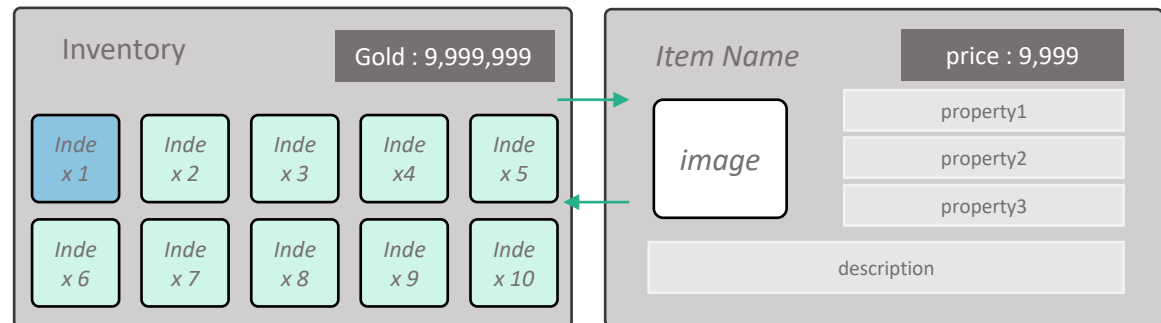 Inventory
Gold : 9,999,999
Inde
x 1
Inde
x 2
Inde
x 3
Inde
x4
Inde
x 5
Inde
x 6
Inde
x 7
Inde
x 8
Inde
x 9
Inde
x 10
Item Name
price : 9,999
image
property1
property2
property3
description